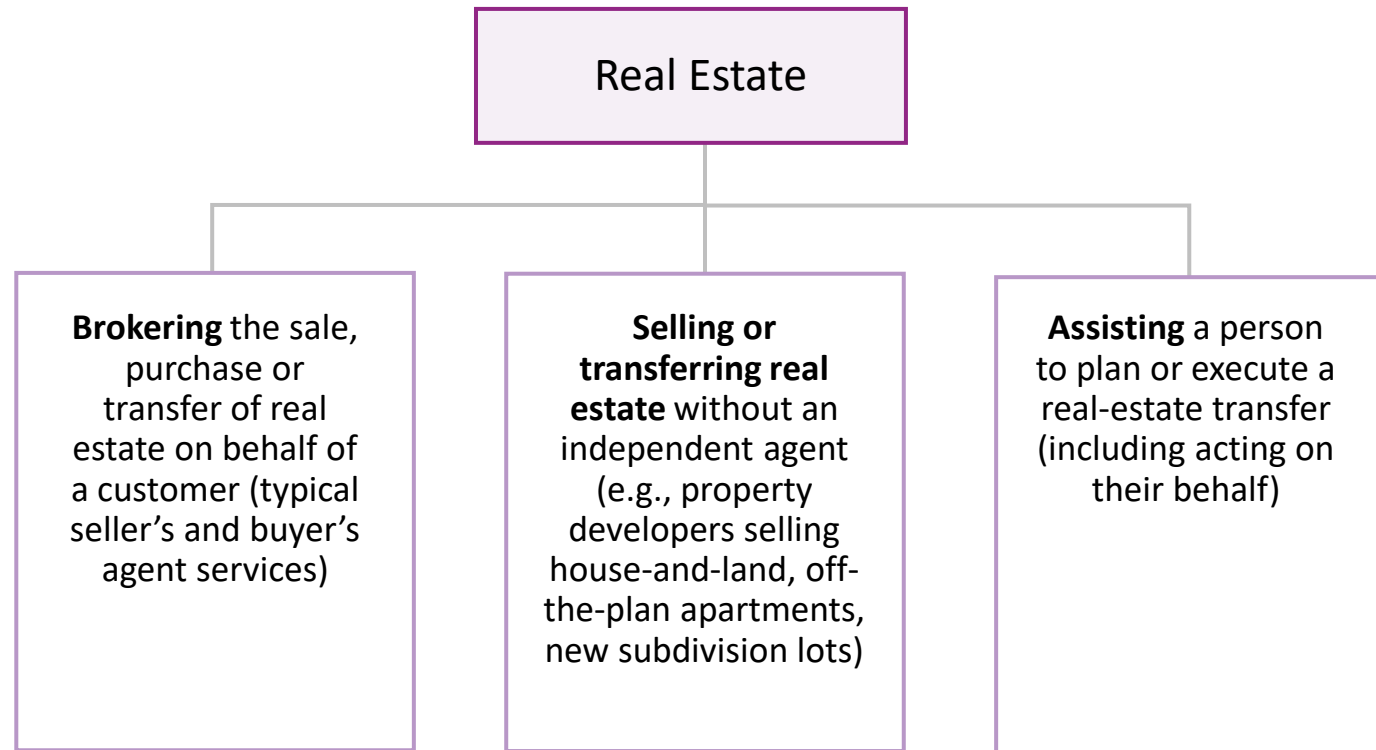 Real Estate
Brokering the sale,
purchase or
transfer of real
estate on behalf of
a customer (typical
seller’s and buyer’s
agent services)
Selling or
transferring real
estate without an
independent agent
(e.g., property
developers selling
house-and-land, off-
the-plan apartments,
new subdivision lots)
Assisting a person
to plan or execute a
real-estate transfer
(including acting on
their behalf)